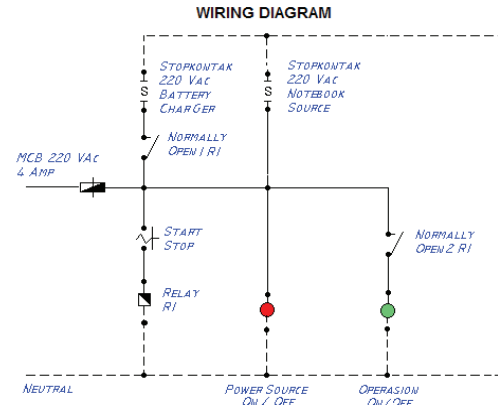 WIRING DIAGRAM
STOPKONTAK
220 VAC
BATTERY
CHARGER
STOPKONTAK
220 VAC
NOTEBOOK
SOURCE
S
S
NORMALLY
OPEN 1 R1
MCB 220 VAC
4 AMP
START
STOP
NORMALLY
OPEN 2 R1
RELAY
R1
NEUTRAL
POWER SOURCE
ON / OFF
OPERASION
ON / OFF